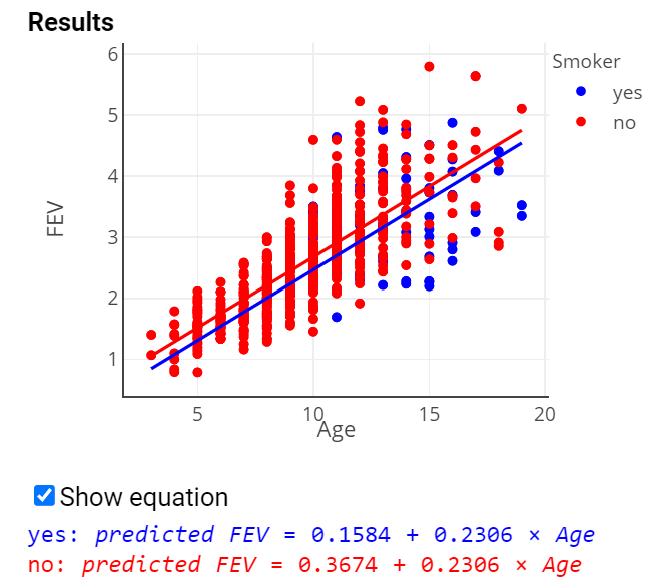 Results
6
Smoker
yes
5
no
4
FEV
3
2
1
5 10 15 20
Age
Show equation
yes: predicted FEV = 0.1584 + 0.2306 × Age
no: predicted FEV = 0.3674 + 0.2306 × Age